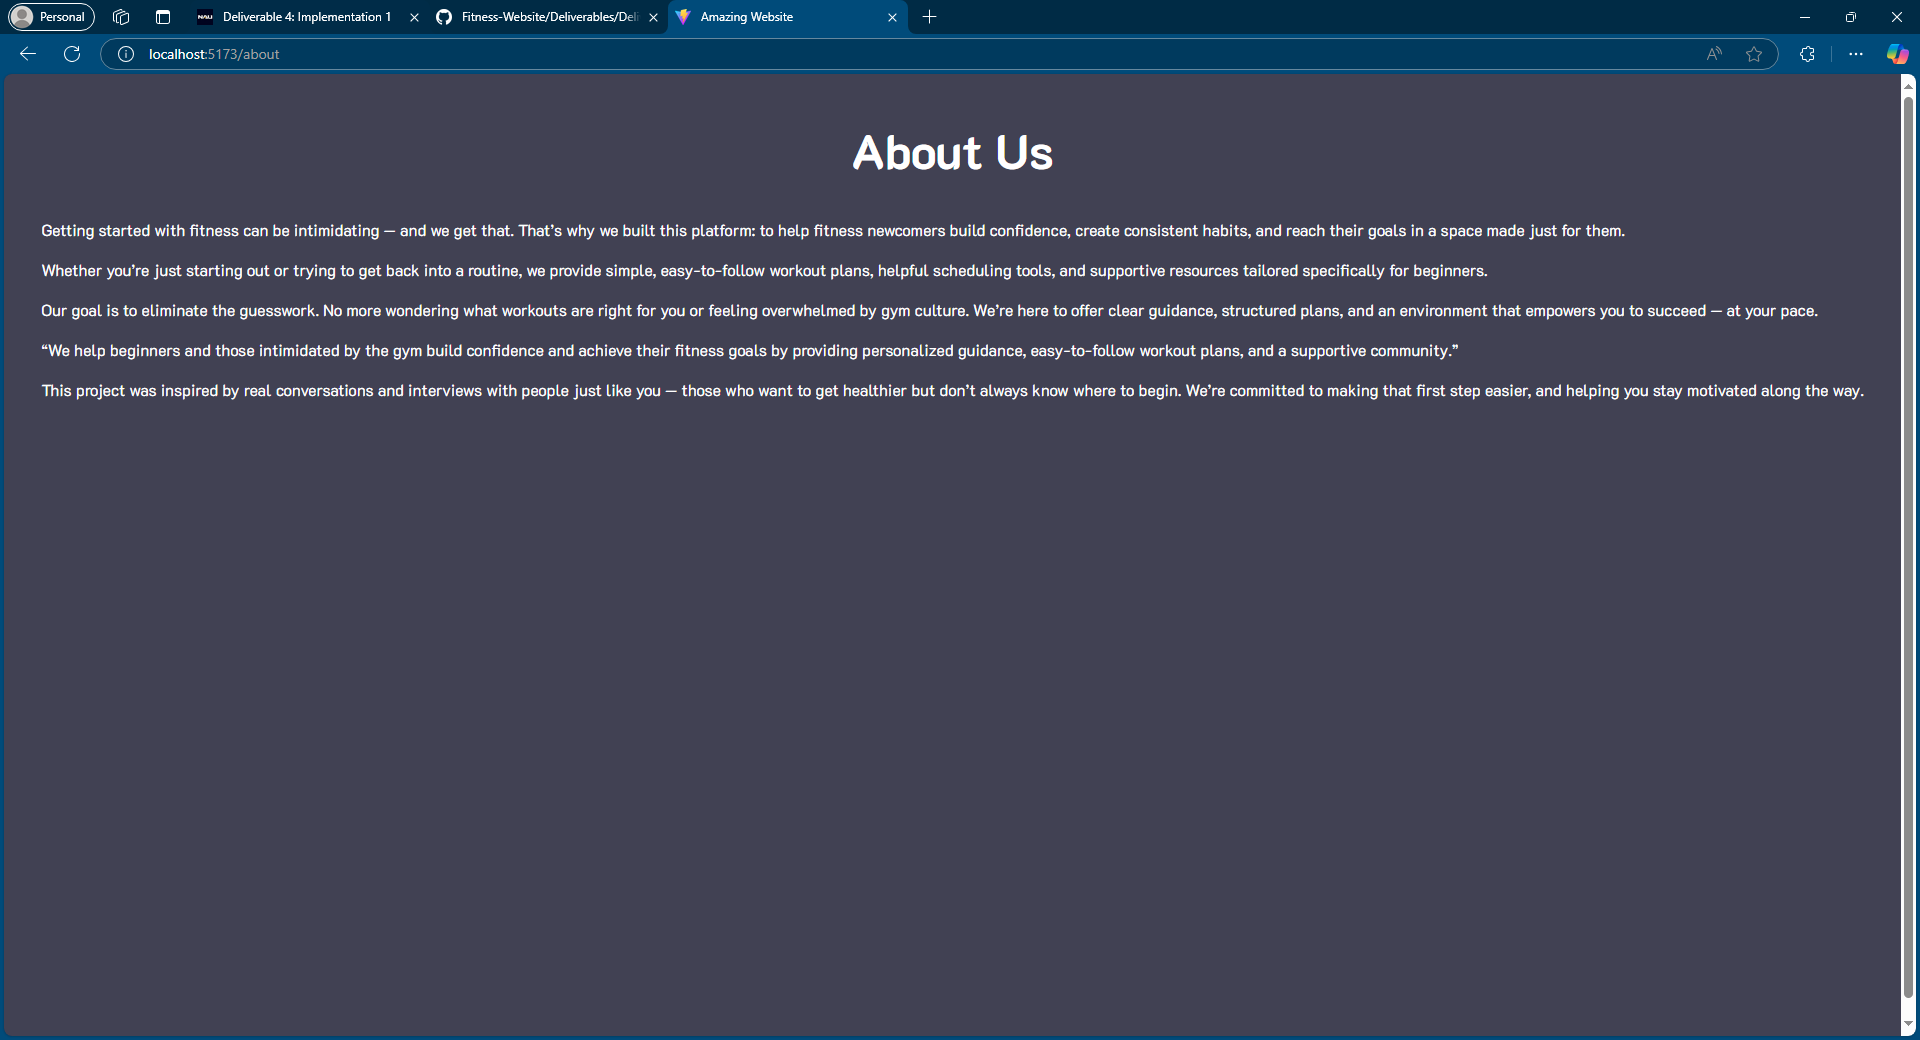 Personal
NAU
Deliverable 4: Implementation 1
Fitness-Website/Deliverables/Deli
Amazing Website
localhost:5173/about
About Us
Getting started with fitness can be intimidating — and we get that. That’s why we built this platform: to help fitness newcomers build confidence, create consistent habits, and reach their goals in a space made just for them.
Whether you’re just starting out or trying to get back into a routine, we provide simple, easy-to-follow workout plans, helpful scheduling tools, and supportive resources tailored specifically for beginners.
Our goal is to eliminate the guesswork. No more wondering what workouts are right for you or feeling overwhelmed by gym culture. We’re here to offer clear guidance, structured plans, and an environment that empowers you to succeed — at your pace.
“We help beginners and those intimidated by the gym build confidence and achieve their fitness goals by providing personalized guidance, easy-to-follow workout plans, and a supportive community.”
This project was inspired by real conversations and interviews with people just like you — those who want to get healthier but don’t always know where to begin. We’re committed to making that first step easier, and helping you stay motivated along the way.